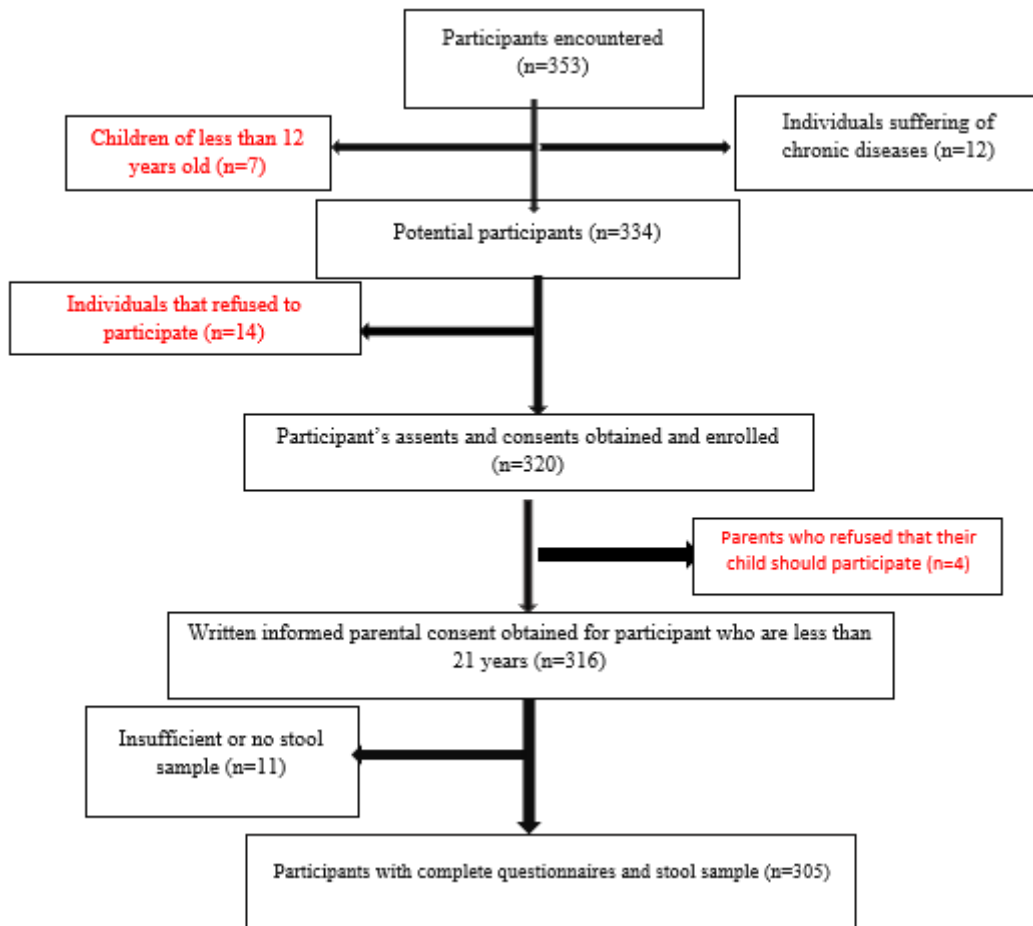 Participants encountered
(n=353)
Children of less than 12
years old (n=7)
Individuals suffering of
chronic diseases (n=12)
Potential participants (n=334)
Individuals that refused to
participate (n=14)
Participant's assents and consents obtained and enrolled
(n=320)
Parents who refused that their
child should participate (n=4)
Written informed parental consent obtained for participant who are less than
21 years (n=316)
Insufficient or no stool
sample (n=11)
Participants with complete questionnaires and stool sample (n=305)